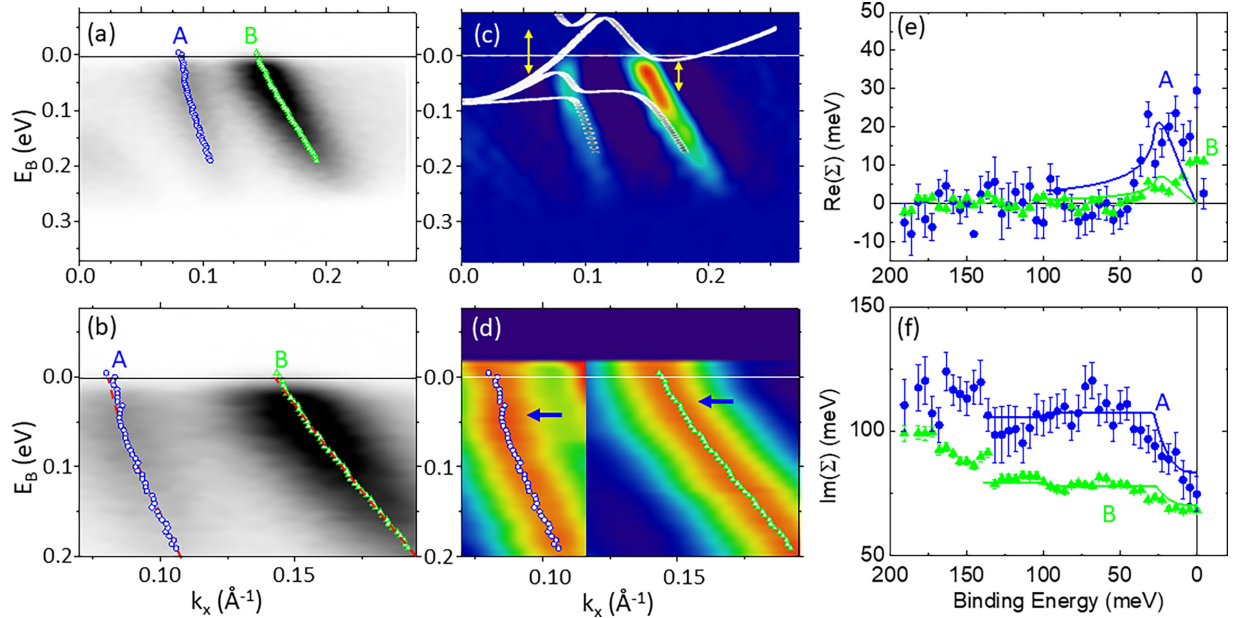 (a)
A
B
0.0
0.1
0.2
0.3
E_B (eV)
0.0
0.1
0.2
(c)
0.0
-0.1
-0.2
-0.3
0.0
0.1
0.2
(e)
A
B
Re(Σ) (meV)
50
40
30
20
10
0
-10
200
150
100
50
0
(b)
A
B
0.0
0.1
0.2
E_B (eV)
0.10
0.15
k_x (Å⁻¹)
(d)
0.0
-0.1
-0.2
0.10
0.15
k_x (Å⁻¹)
(f)
A
B
Im(Σ) (meV)
150
100
50
200
150
100
50
0
Binding Energy (meV)